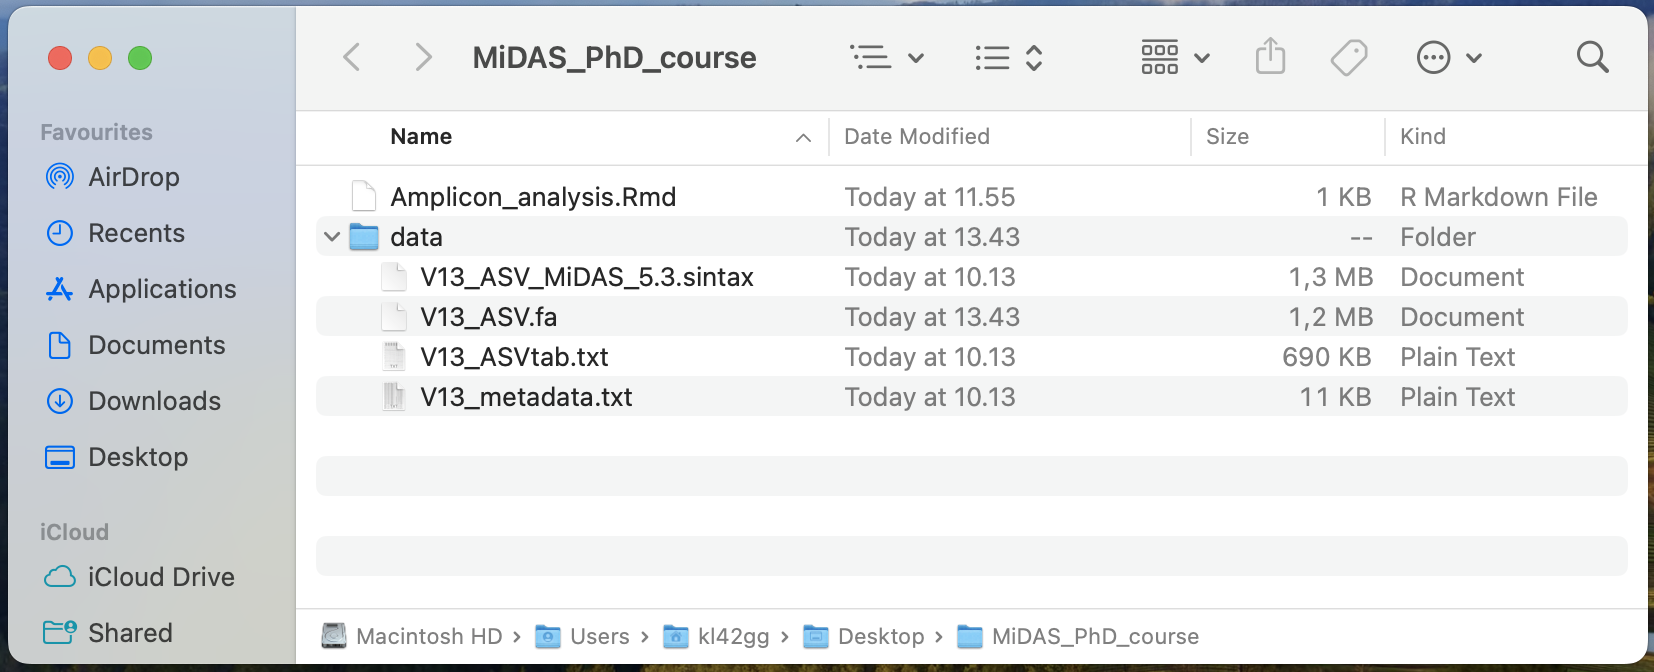 MiDAS_PhD_course
Favourites
AirDrop
Recents
Applications
Documents
Downloads
Desktop
iCloud
iCloud Drive
Shared
Name Date Modified Size Kind
Amplicon_analysis.Rmd Today at 11.55 1 KB R Markdown File
data Today at 13.43 -- Folder
V13_ASV_MiDAS_5.3.sintax Today at 10.13 1,3 MB Document
V13_ASV.fa Today at 13.43 1,2 MB Document
V13_ASVtab.txt Today at 10.13 690 KB Plain Text
V13_metadata.txt Today at 10.13 11 KB Plain Text
Macintosh HD › Users › kl42gg › Desktop › MiDAS_PhD_course